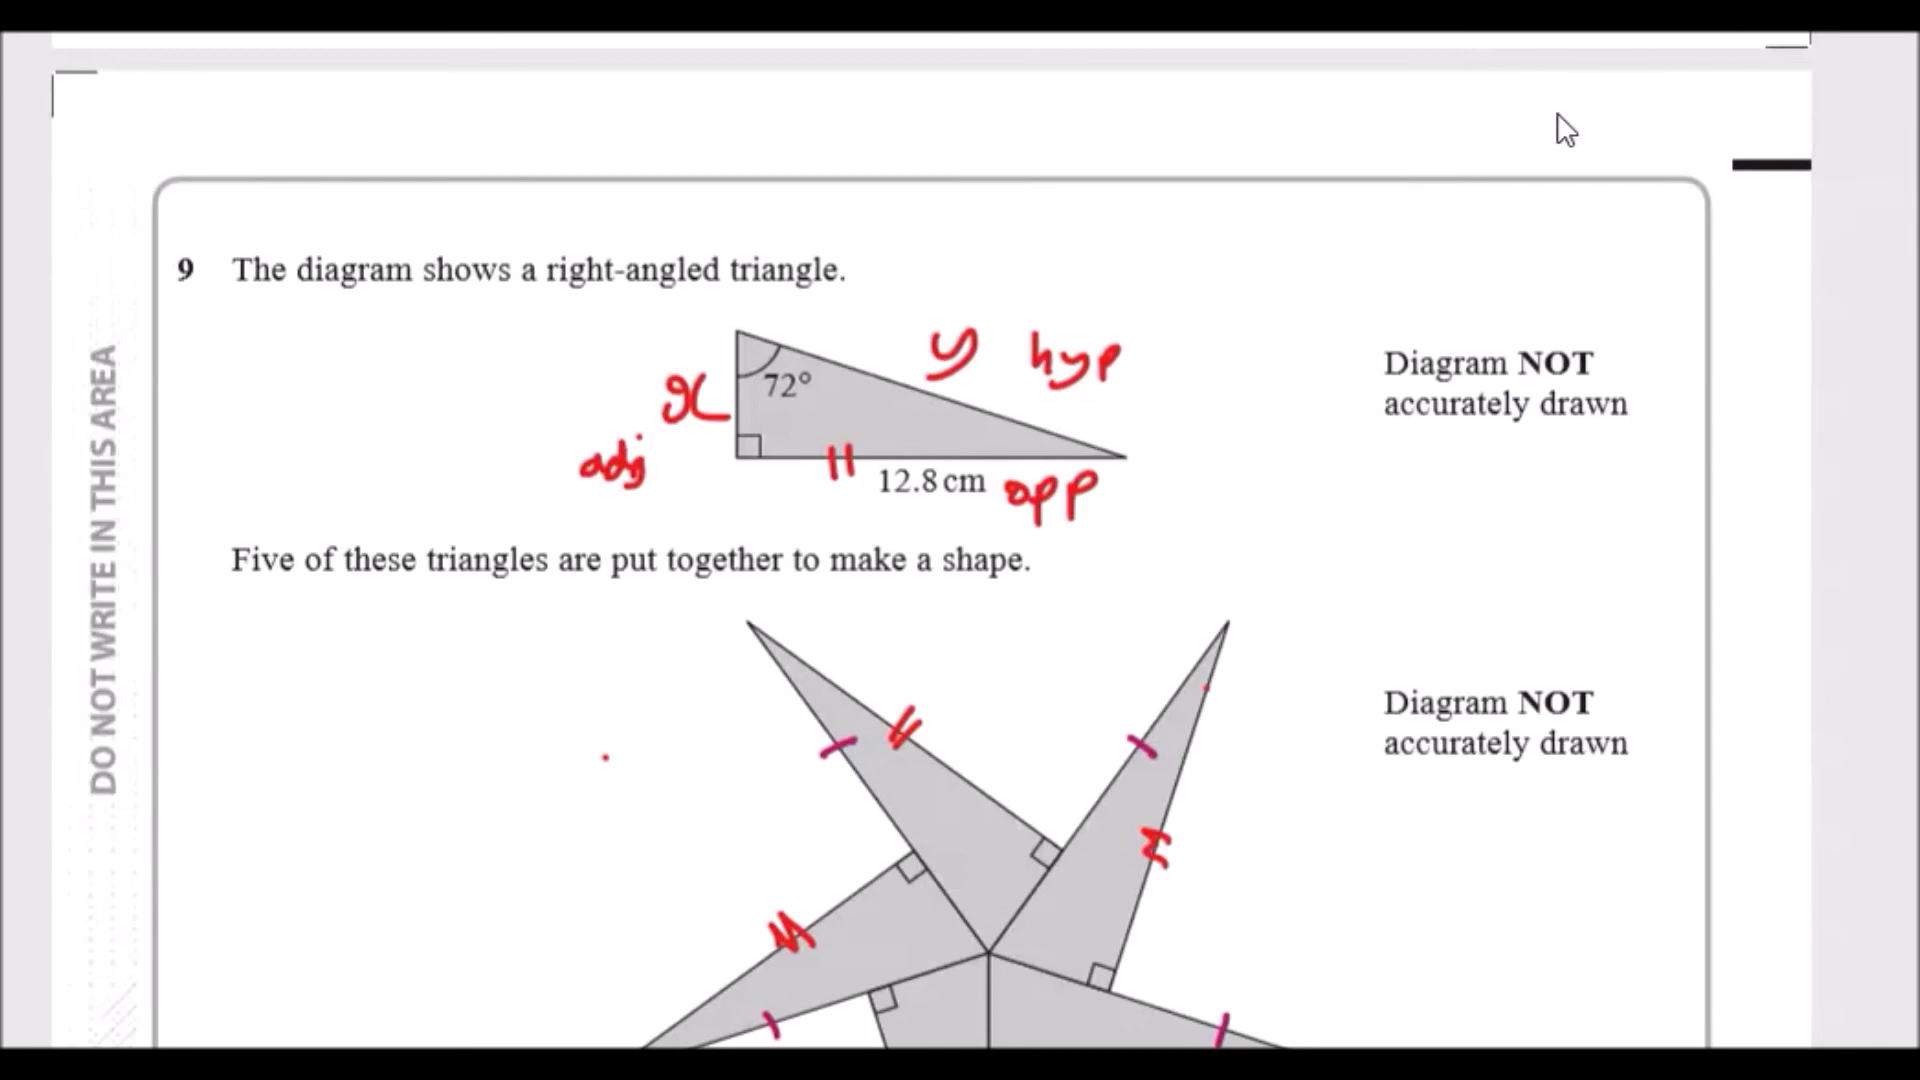 9 The diagram shows a right-angled triangle.
y hyp
Diagram NOT
accurately drawn
72°
x
adj
12.8 cm
opp
Five of these triangles are put together to make a shape.
Diagram NOT
accurately drawn
DO NOT WRITE IN THIS AREA